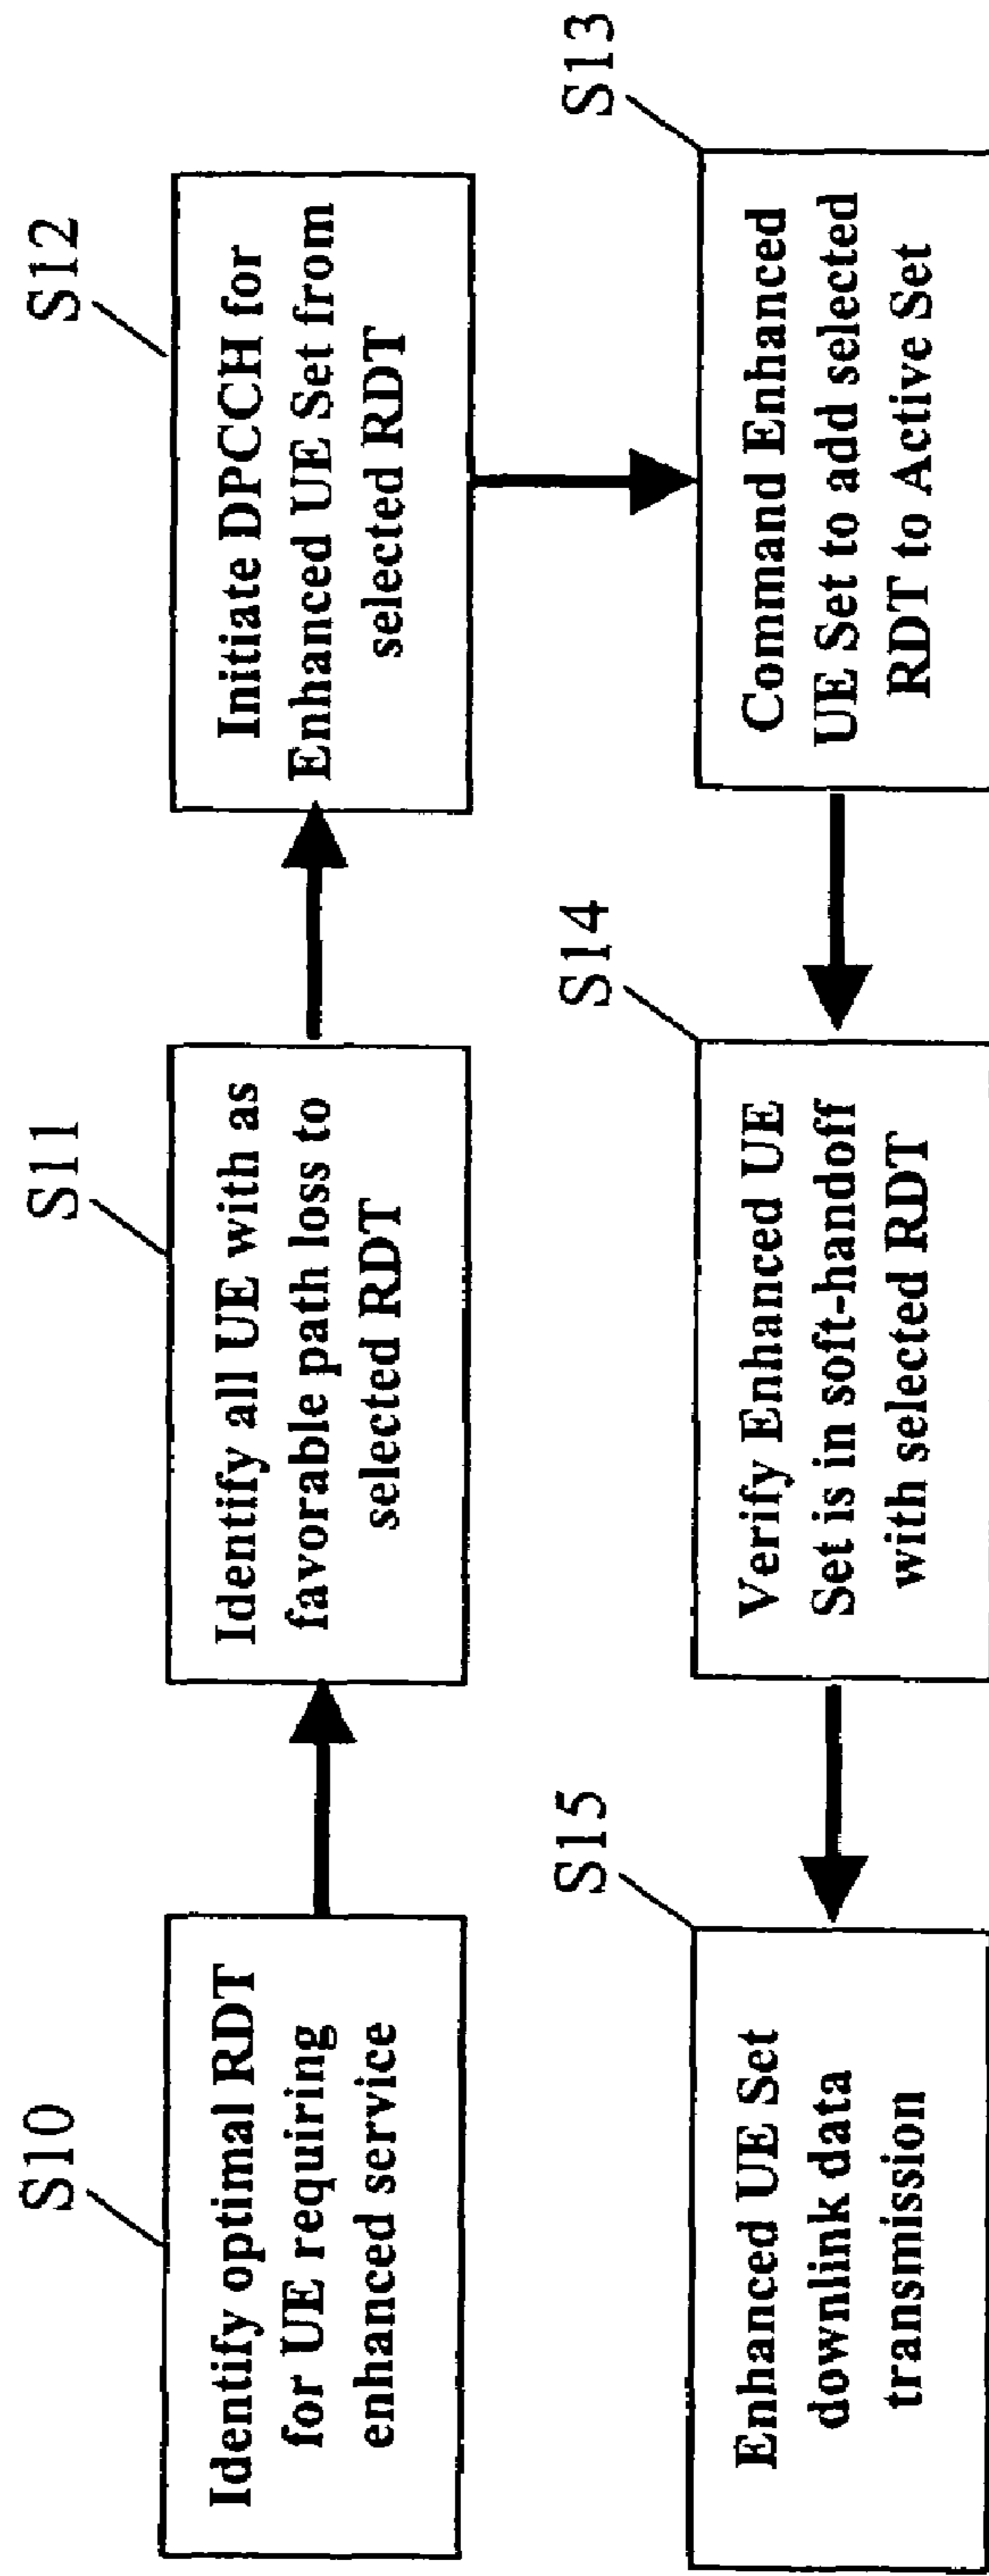 S10
Identify optimal RDT
for UE requiring
enhanced service
S11
Identify all UE with as
favorable path loss to
selected RDT
S12
Initiate DPCCH for
Enhanced UE Set from
selected RDT
S13
Command Enhanced
UE Set to add selected
RDT to Active Set
S14
Verify Enhanced UE
Set is in soft-handoff
with selected RDT
S15
Enhanced UE Set
downlink data
transmission